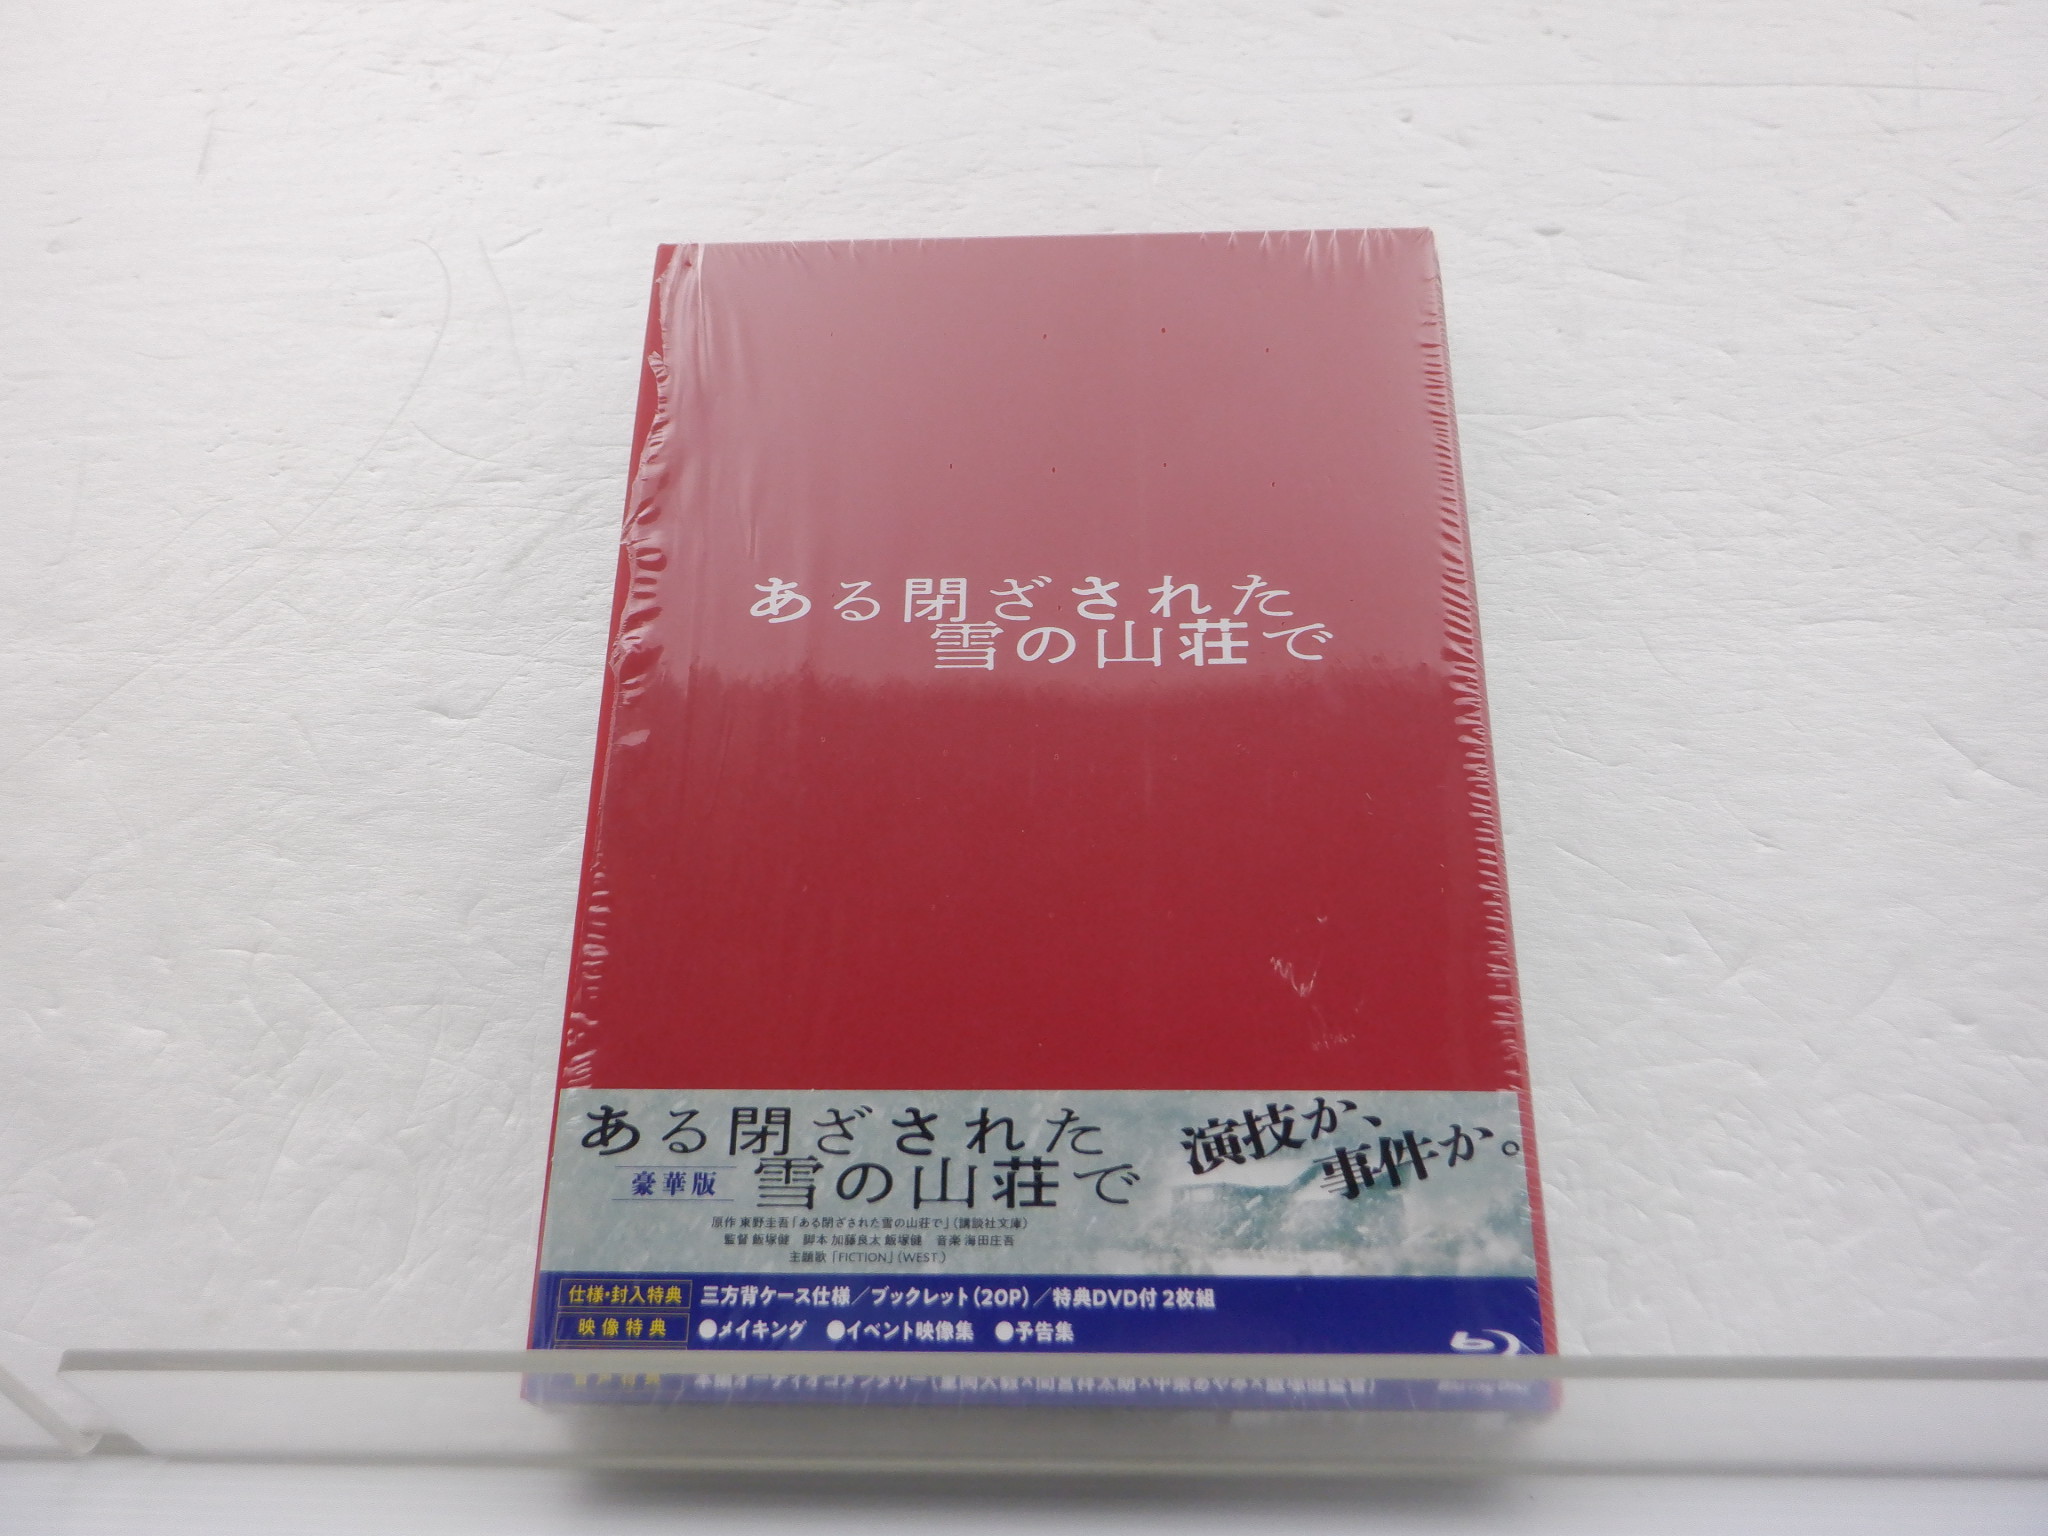 ある閉ざされた
雪の山荘で
ある閉ざされた
雪の山荘で
豪華版
演技か、
事件か。
原作 東野圭吾「ある閉ざされた雪の山荘で」(講談社文庫)
監督 飯塚健　脚本 加藤良太 飯塚健　音楽 海田庄吾
主題歌「FICTION」(WEST.)
仕様・封入特典 三方背ケース仕様／ブックレット(20P)／特典DVD付 2枚組
映像特典 ●メイキング ●イベント映像集 ●予告集